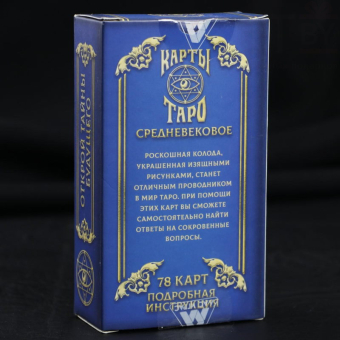 КАРТЫ
ТАРО
СРЕДНЕВЕКОВОЕ
РОСКОШНАЯ КОЛОДА,
УКРАШЕННАЯ ИЗЯЩНЫМИ
РИСУНКАМИ, СТАНЕТ
ОТЛИЧНЫМ ПРОВОДНИКОМ
В МИР ТАРО. ПРИ ПОМОЩИ
ЭТИХ КАРТ ВЫ СМОЖЕТЕ
САМОСТОЯТЕЛЬНО НАЙТИ
ОТВЕТЫ НА СОКРОВЕННЫЕ
ВОПРОСЫ.
78 КАРТ
ПОДРОБНАЯ
ИНСТРУКЦИЯ
ОТКРОЙ ТАЙНЫ
БУДУЩЕГО